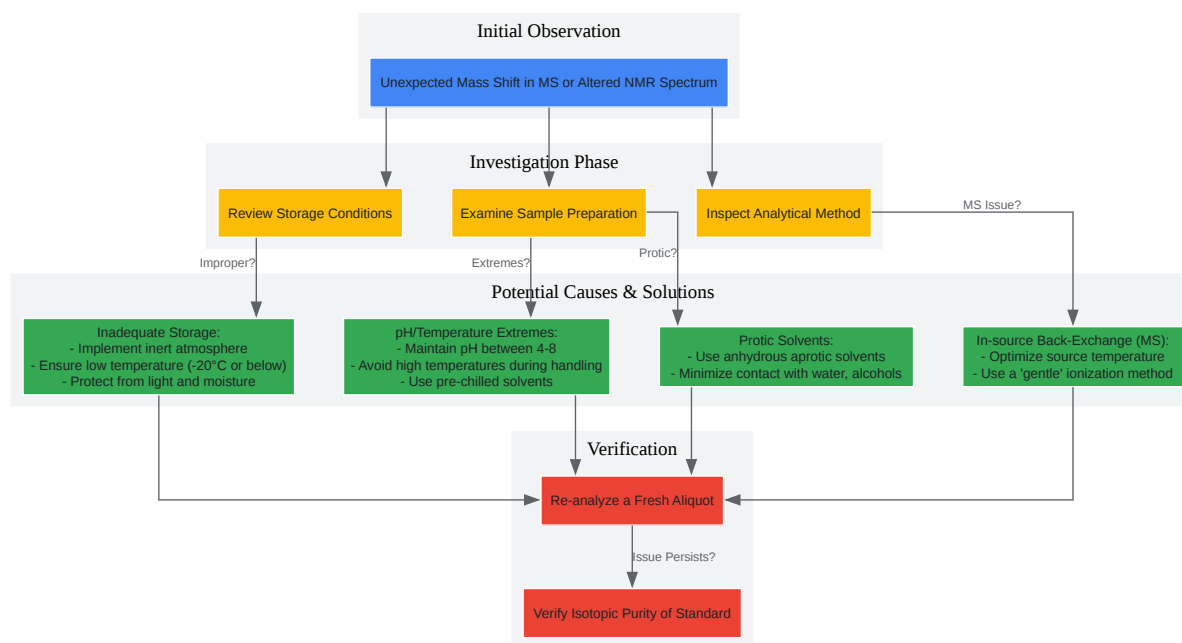 Initial Observation
Unexpected Mass Shift in MS or Altered NMR Spectrum
Investigation Phase
Review Storage Conditions
Examine Sample Preparation
Inspect Analytical Method
MS Issue?
Improper?
Extremes?
Protic?
Potential Causes & Solutions
Inadequate Storage:
- Implement inert atmosphere
- Ensure low temperature (-20°C or below)
- Protect from light and moisture
pH/Temperature Extremes:
- Maintain pH between 4-8
- Avoid high temperatures during handling
- Use pre-chilled solvents
Protic Solvents:
- Use anhydrous aprotic solvents
- Minimize contact with water, alcohols
In-source Back-Exchange (MS):
- Optimize source temperature
- Use a 'gentle' ionization method
Verification
Re-analyze a Fresh Aliquot
Issue Persists?
Verify Isotopic Purity of Standard